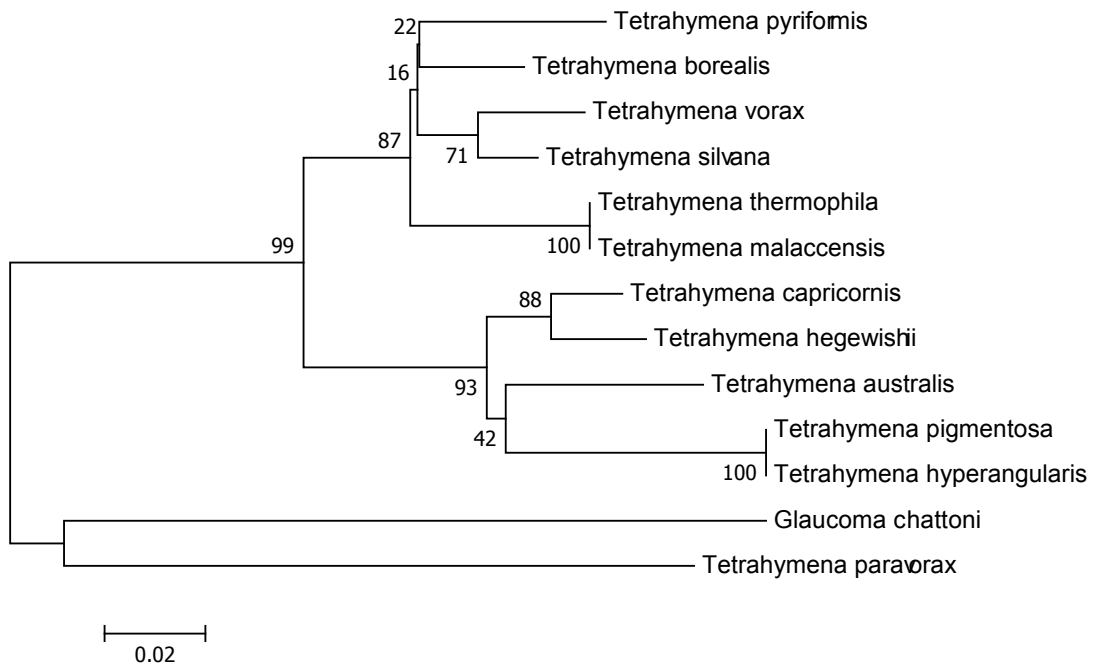 22
Tetrahymena pyriformis
Tetrahymena borealis
16
Tetrahymena vorax
87
71
Tetrahymena silvana
Tetrahymena thermophila
99
100
Tetrahymena malaccensis
88
Tetrahymena capricornis
Tetrahymena hegewishii
93
Tetrahymena australis
42
Tetrahymena pigmentosa
100
Tetrahymena hyperangularis
Glaucoma chattoni
Tetrahymena paravorax
0.02